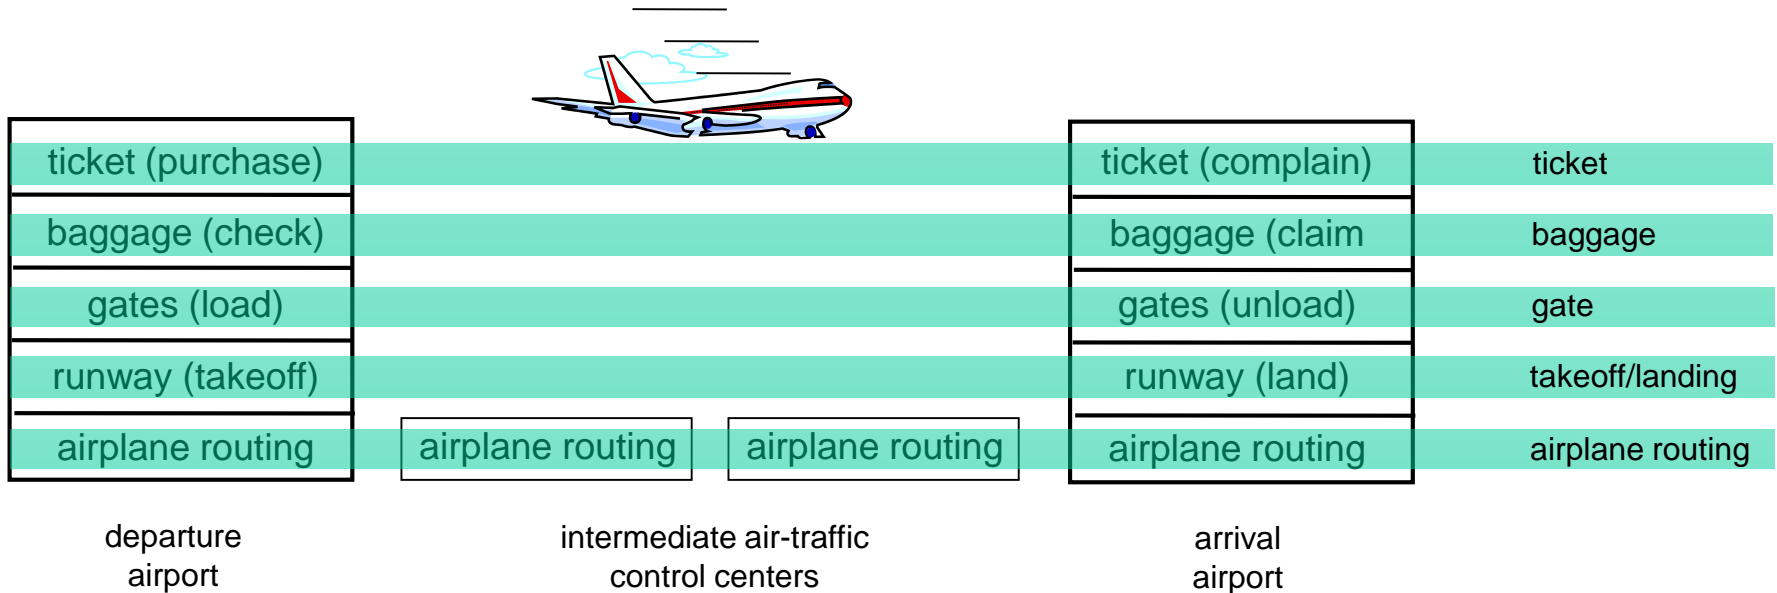 ticket (purchase)
ticket (complain)
ticket
baggage (check)
baggage (claim
baggage
gates (load)
gates (unload)
gate
runway (takeoff)
runway (land)
takeoff/landing
airplane routing
airplane routing
airplane routing
airplane routing
airplane routing
departure
airport
intermediate air-traffic
control centers
arrival
airport